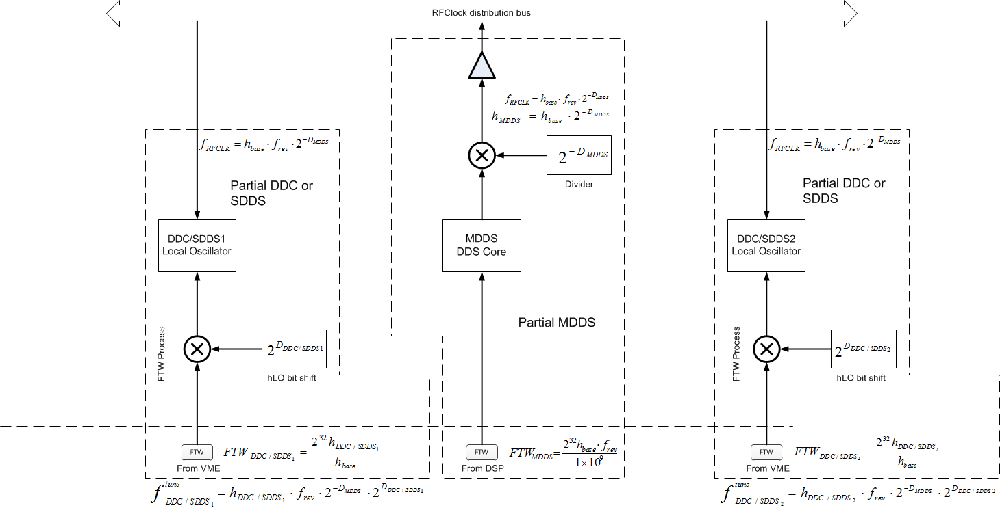 RFClock distribution bus
f_RFCLK = h_base · f_rev · 2^(-D_MDDS)
h_MDDS = h_base · 2^(-D_MDDS)
f_RFCLK = h_base · f_rev · 2^(-D_MDDS)
Partial DDC or
SDDS
2^(-D_MDDS)
Divider
f_RFCLK = h_base · f_rev · 2^(-D_MDDS)
Partial DDC or
SDDS
DDC/SDDS1
Local Oscillator
MDDS
DDS Core
DDC/SDDS2
Local Oscillator
Partial MDDS
FTW Process
2^(D_DDC/SDDS1)
hLO bit shift
FTW Process
2^(D_DDC/SDDS2)
hLO bit shift
FTW
From VME
FTW_DDC/SDDS1 = 2^32 h_DDC/SDDS1 / h_base
FTW
From DSP
FTW_MDDS = 2^32 h_base · f_rev / 1×10^9
FTW
From VME
FTW_DDC/SDDS2 = 2^32 h_DDC/SDDS2 / h_base
f^tune_DDC/SDDS1 = h_DDC/SDDS1 · f_rev · 2^(-D_MDDS) · 2^(D_DDC/SDDS1)
f^tune_DDC/SDDS2 = h_DDC/SDDS2 · f_rev · 2^(-D_MDDS) · 2^(D_DDC/SDDS2)